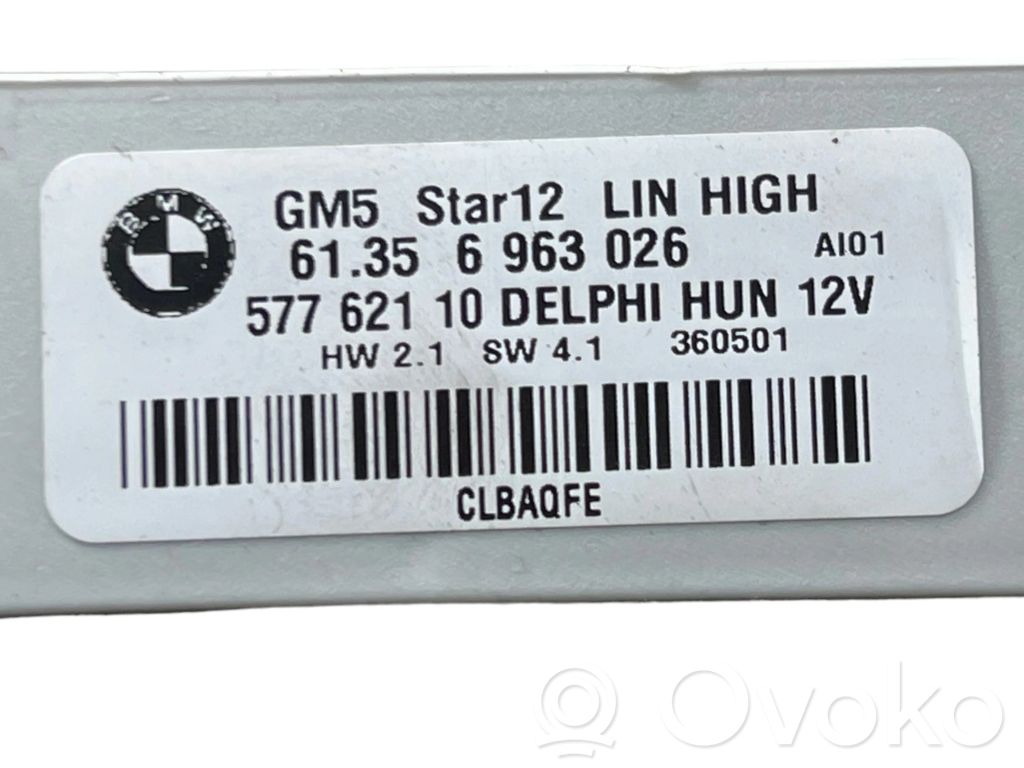 BMW
GM5 Star12 LIN HIGH
61.35 6 963 026 AI01
577 621 10 DELPHI HUN 12V
HW 2.1 SW 4.1 360501
CLBAQFE
Ovoko